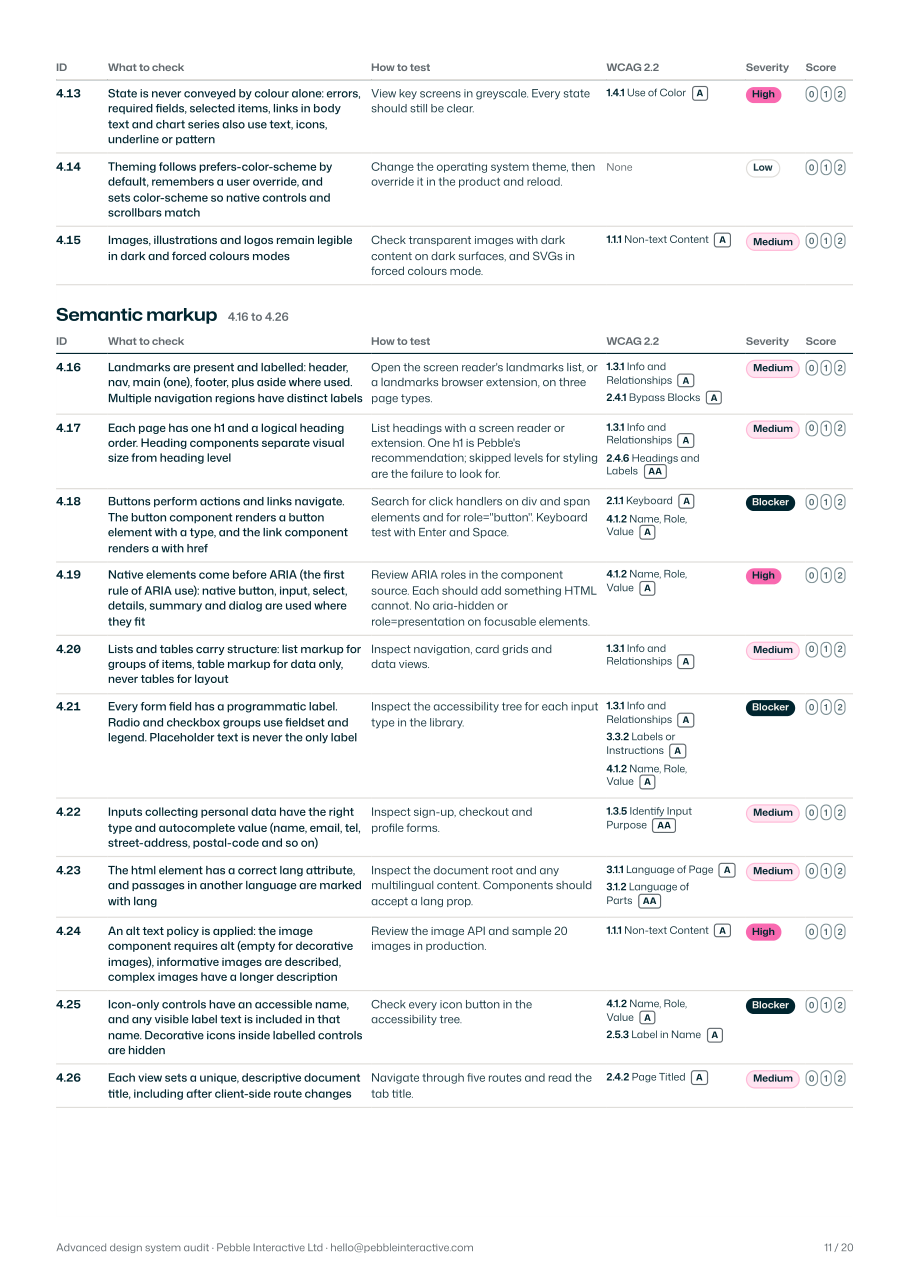 ID What to check How to test WCAG 2.2 Severity Score
4.13 State is never conveyed by colour alone: errors, View key screens in greyscale. Every state 1.4.1 Use of Color A High 0 1 2
required fields, selected items, links in body should still be clear.
text and chart series also use text, icons,
underline or pattern
4.14 Theming follows prefers-color-scheme by Change the operating system theme, then None Low 0 1 2
default, remembers a user override, and override it in the product and reload.
sets color-scheme so native controls and
scrollbars match
4.15 Images, illustrations and logos remain legible Check transparent images with dark 1.1.1 Non-text Content A Medium 0 1 2
in dark and forced colours modes content on dark surfaces, and SVGs in
forced colours mode.
Semantic markup 4.16 to 4.26
ID What to check How to test WCAG 2.2 Severity Score
4.16 Landmarks are present and labelled: header, Open the screen reader's landmarks list, or 1.3.1 Info and Medium 0 1 2
nav, main (one), footer, plus aside where used. a landmarks browser extension, on three Relationships A
Multiple navigation regions have distinct labels page types. 2.4.1 Bypass Blocks A
4.17 Each page has one h1 and a logical heading List headings with a screen reader or 1.3.1 Info and Medium 0 1 2
order. Heading components separate visual extension. One h1 is Pebble's Relationships A
size from heading level recommendation; skipped levels for styling 2.4.6 Headings and
are the failure to look for. Labels AA
4.18 Buttons perform actions and links navigate. Search for click handlers on div and span 2.1.1 Keyboard A Blocker 0 1 2
The button component renders a button elements and for role="button". Keyboard 4.1.2 Name, Role,
element with a type, and the link component test with Enter and Space. Value A
renders a with href
4.19 Native elements come before ARIA (the first Review ARIA roles in the component 4.1.2 Name, Role, High 0 1 2
rule of ARIA use): native button, input, select, source. Each should add something HTML Value A
details, summary and dialog are used where cannot. No aria-hidden or
they fit role=presentation on focusable elements.
4.20 Lists and tables carry structure: list markup for Inspect navigation, card grids and 1.3.1 Info and Medium 0 1 2
groups of items, table markup for data only, data views. Relationships A
never tables for layout
4.21 Every form field has a programmatic label. Inspect the accessibility tree for each input 1.3.1 Info and Blocker 0 1 2
Radio and checkbox groups use fieldset and type in the library. Relationships A
legend. Placeholder text is never the only label 3.3.2 Labels or
Instructions A
4.1.2 Name, Role,
Value A
4.22 Inputs collecting personal data have the right Inspect sign-up, checkout and 1.3.5 Identify Input Medium 0 1 2
type and autocomplete value (name, email, tel, profile forms. Purpose AA
street-address, postal-code and so on)
4.23 The html element has a correct lang attribute, Inspect the document root and any 3.1.1 Language of Page A Medium 0 1 2
and passages in another language are marked multilingual content. Components should 3.1.2 Language of
with lang accept a lang prop. Parts AA
4.24 An alt text policy is applied: the image Review the image API and sample 20 1.1.1 Non-text Content A High 0 1 2
component requires alt (empty for decorative images in production.
images), informative images are described,
complex images have a longer description
4.25 Icon-only controls have an accessible name, Check every icon button in the 4.1.2 Name, Role, Blocker 0 1 2
and any visible label text is included in that accessibility tree. Value A
name. Decorative icons inside labelled controls 2.5.3 Label in Name A
are hidden
4.26 Each view sets a unique, descriptive document Navigate through five routes and read the 2.4.2 Page Titled A Medium 0 1 2
title, including after client-side route changes tab title.
Advanced design system audit · Pebble Interactive Ltd · hello@pebbleinteractive.com 11 / 20